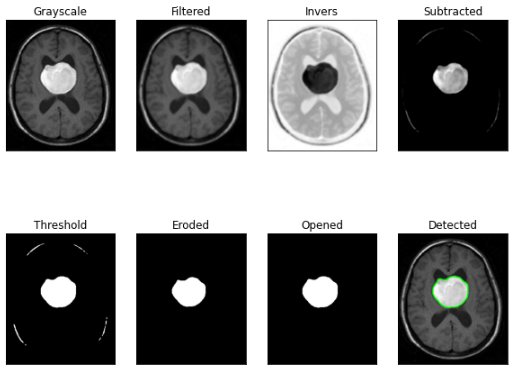 Grayscale
Filtered
Invers
Subtracted
Threshold
Eroded
Opened
Detected